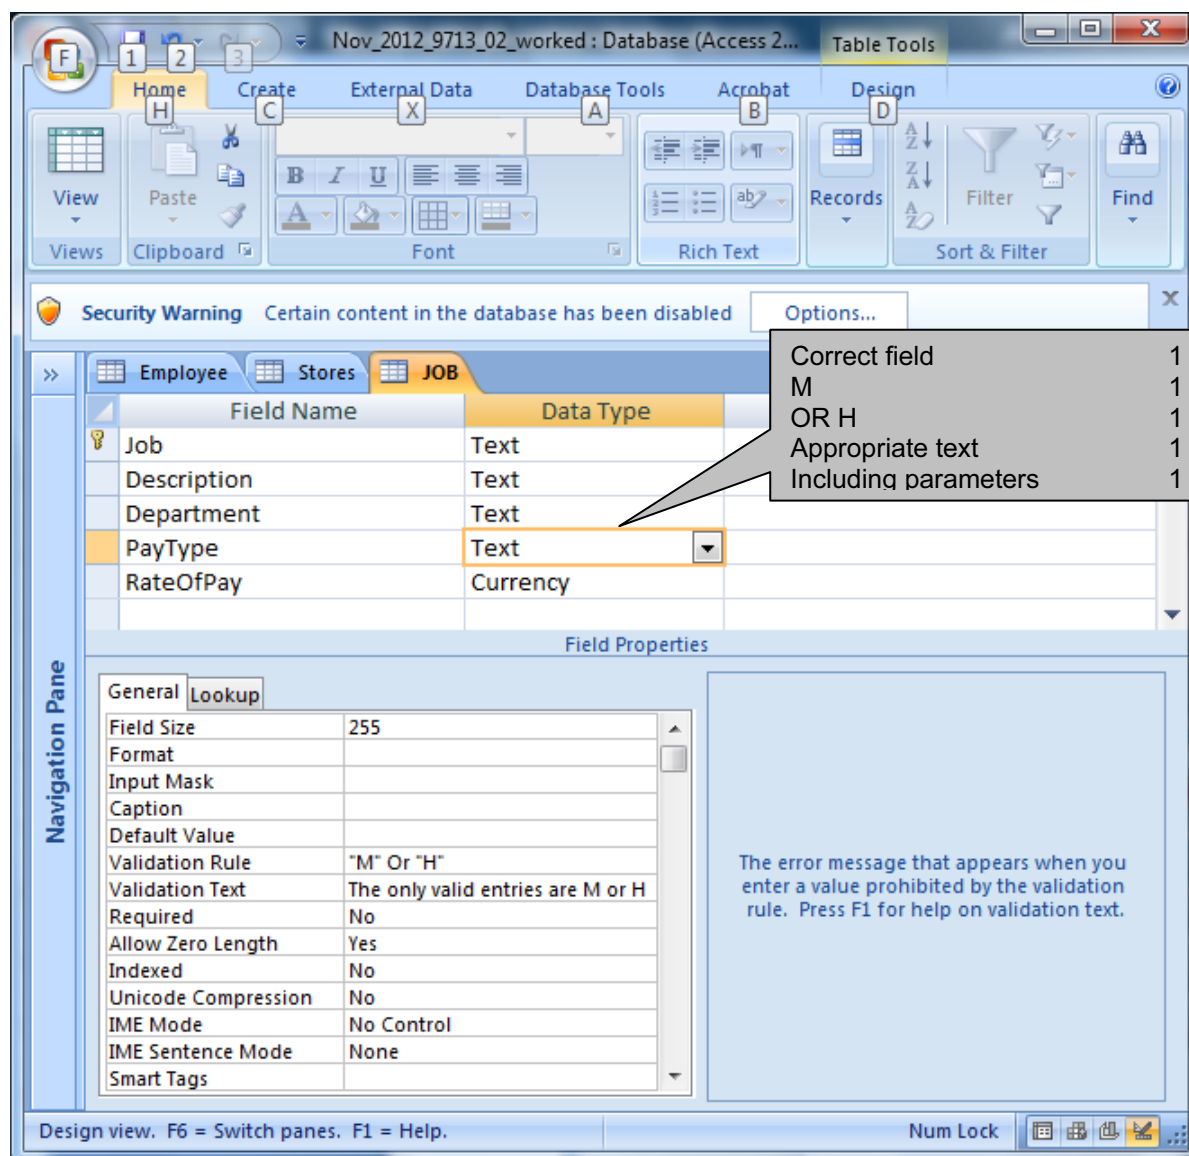 Nov_2012_9713_02_worked : Database (Access 2... Table Tools
F 1 2 3
Home Create External Data Database Tools Acrobat Design
H C X A B D
B I U
A ab
View Paste Records Filter Find
Views Clipboard Font Rich Text Sort & Filter
Security Warning Certain content in the database has been disabled Options...
Correct field 1
M 1
OR H 1
Appropriate text 1
Including parameters 1
» Employee Stores JOB
Field Name Data Type
Job Text
Description Text
Department Text
PayType Text
RateOfPay Currency
Field Properties
Navigation Pane
General Lookup
Field Size 255
Format
Input Mask
Caption
Default Value
Validation Rule "M" Or "H"
Validation Text The only valid entries are M or H
Required No
Allow Zero Length Yes
Indexed No
Unicode Compression No
IME Mode No Control
IME Sentence Mode None
Smart Tags
The error message that appears when you
enter a value prohibited by the validation
rule. Press F1 for help on validation text.
Design view. F6 = Switch panes. F1 = Help. Num Lock